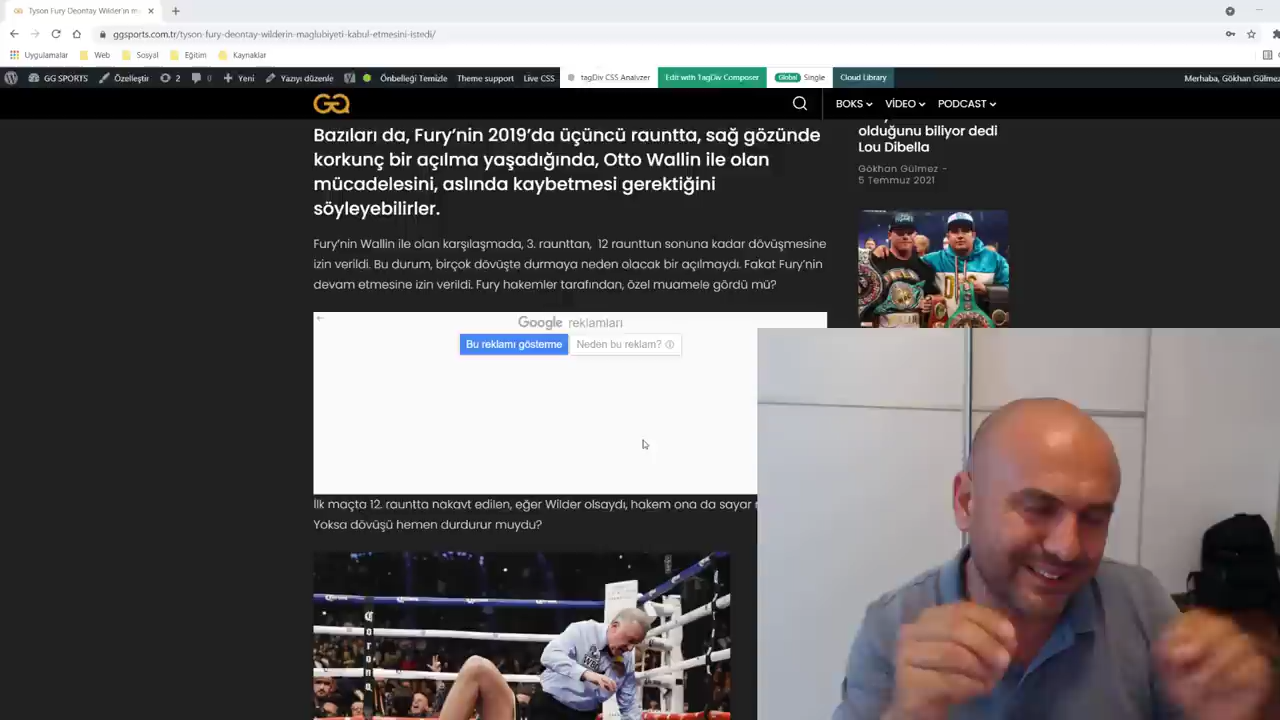 Tyson Fury Deontay Wilder'in m
ggsports.com.tr/tyson-fury-deontay-wilderin-maglubiyeti-kabul-etmesini-istedi/
Uygulamalar Web Sosyal Eğitim Kaynaklar
GG SPORTS Özelleştir 2 0 Yeni Yazıyı düzenle Önbelleği Temizle Theme support Live CSS tagDiv CSS Analyzer Edit with TagDiv Composer Global Single Cloud Library Merhaba, Gökhan Gülmez
GG BOKS VİDEO PODCAST
Bazıları da, Fury'nin 2019'da üçüncü rauntta, sağ gözünde
korkunç bir açılma yaşadığında, Otto Wallin ile olan
mücadelesini, aslında kaybetmesi gerektiğini
söyleyebilirler.
Fury'nin Wallin ile olan karşılaşmada, 3. raunttan, 12 raunttun sonuna kadar dövüşmesine
izin verildi. Bu durum, birçok dövüşte durmaya neden olacak bir açılmaydı. Fakat Fury'nin
devam etmesine izin verildi. Fury hakemler tarafından, özel muamele gördü mü?
Google reklamları
Bu reklamı gösterme Neden bu reklam?
İlk maçta 12. rauntta nakavt edilen, eğer Wilder olsaydı, hakem ona da sayar
Yoksa dövüşü hemen durdurur muydu?
olduğunu biliyor dedi
Lou Dibella
Gökhan Gülmez -
5 Temmuz 2021